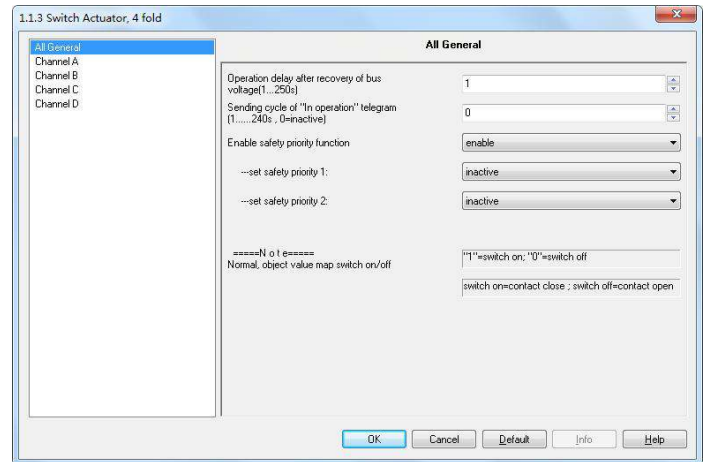 1.1.3 Switch Actuator, 4 fold
All General
Channel A
Channel B
Channel C
Channel D
All General
Operation delay after recovery of bus
voltage(1...250s)
1
Sending cycle of "In operation" telegram
(1......240s , 0=inactive)
0
Enable safety priority function
enable
---set safety priority 1:
inactive
---set safety priority 2:
inactive
=====N o t e=====
Normal, object value map switch on/off
"1"=switch on; "0"=switch off
switch on=contact close ; switch off=contact open
OK
Cancel
Default
Info
Help